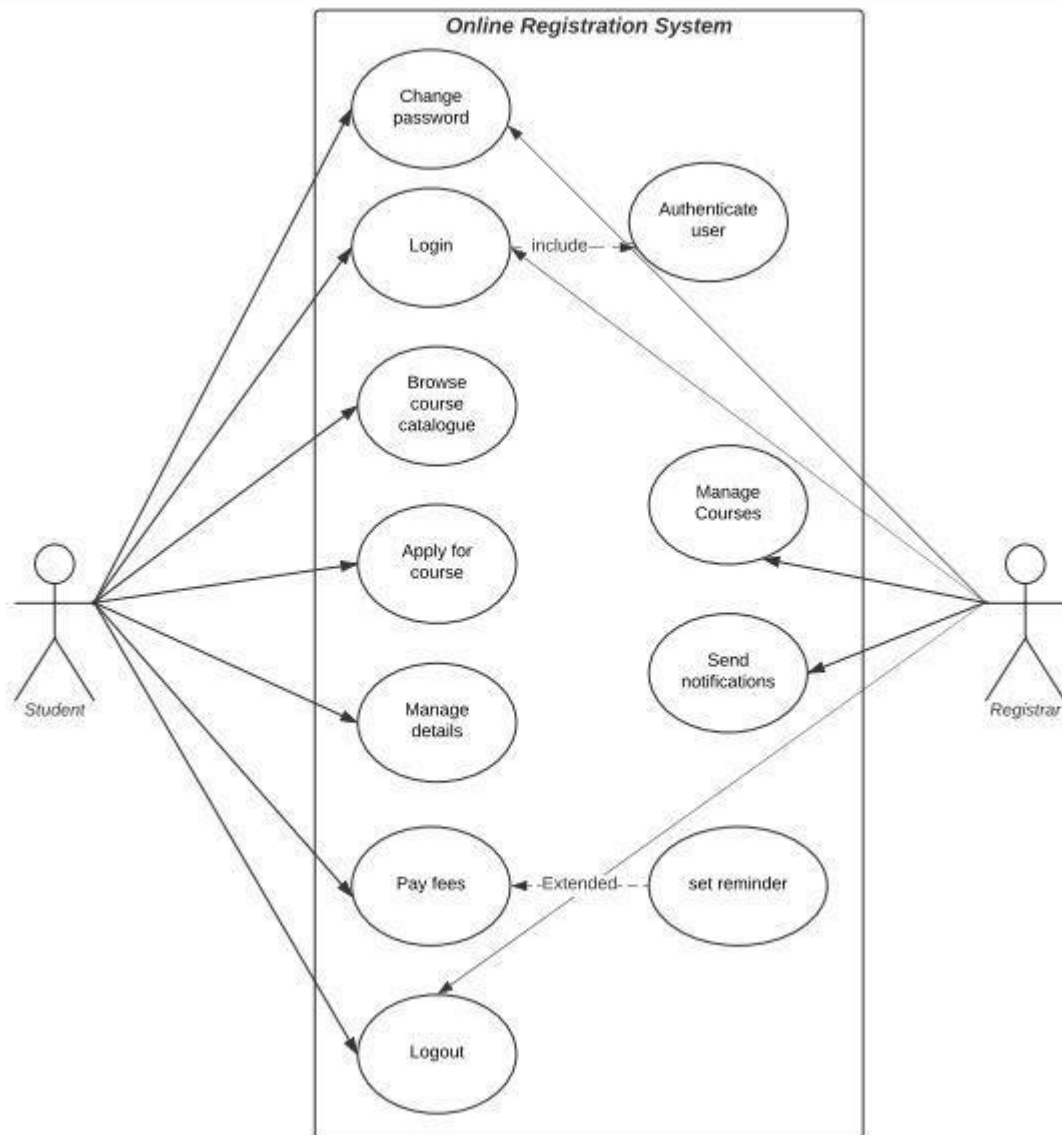 Online Registration System
Change
password
Authenticate
user
Login
include
Browse
course
catalogue
Manage
Courses
Apply for
course
Send
notifications
Student
Registrar
Manage
details
Pay fees
Extended
set reminder
Logout